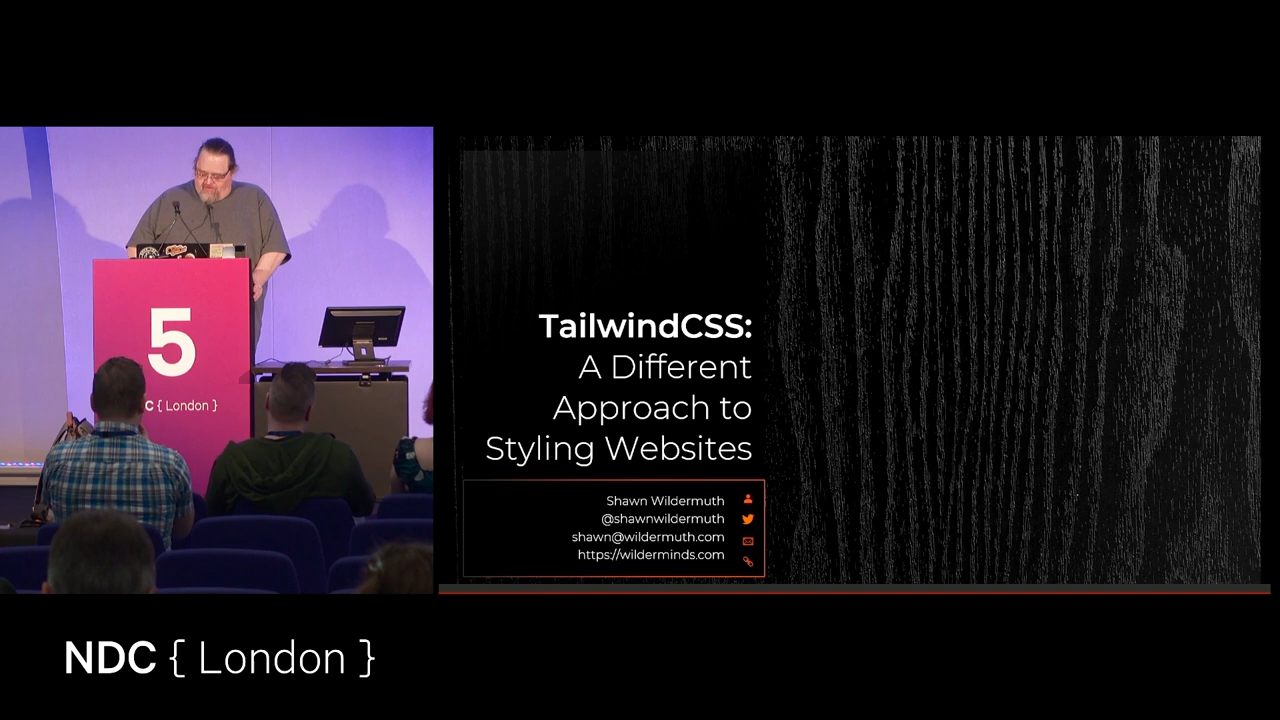 5
C { London }
TailwindCSS:
A Different
Approach to
Styling Websites
Shawn Wildermuth
@shawnwildermuth
shawn@wildermuth.com
https://wilderminds.com
NDC { London }